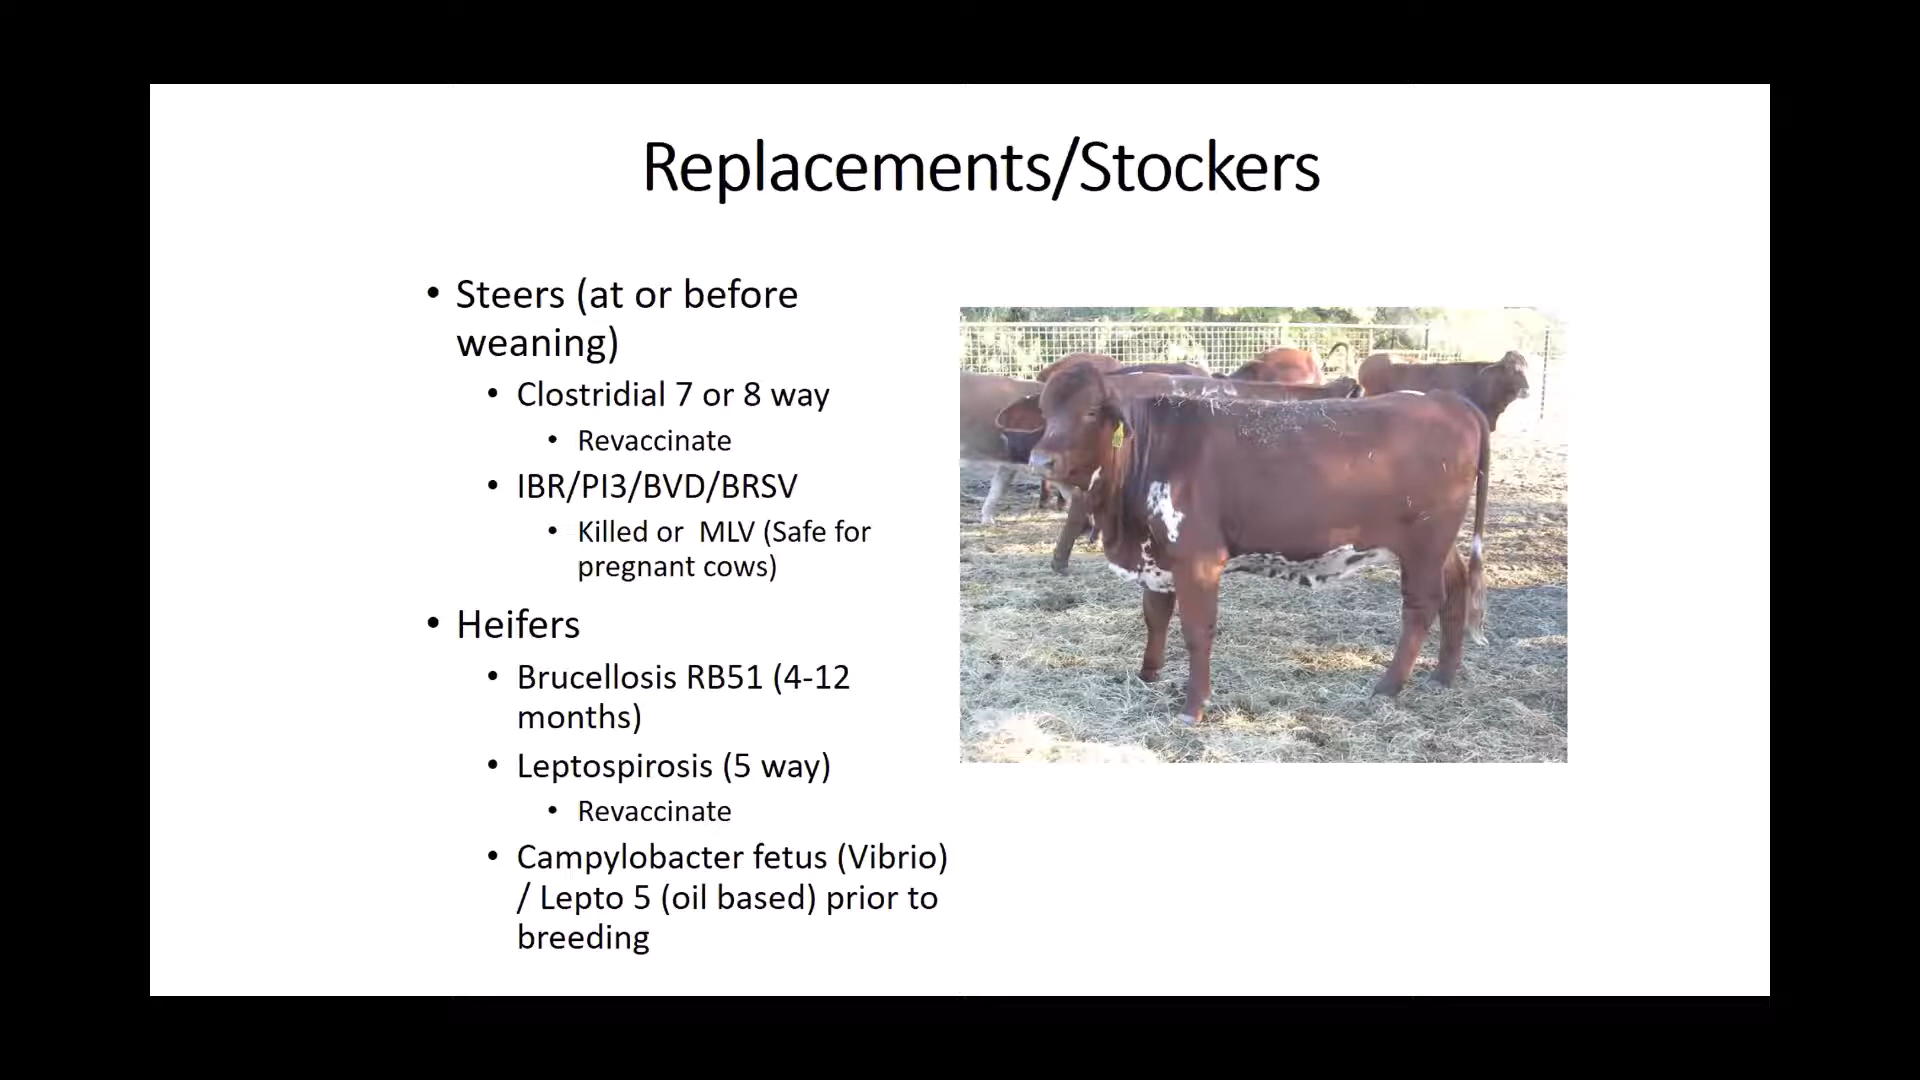 Replacements/Stockers
• Steers (at or before
weaning)
• Clostridial 7 or 8 way
• Revaccinate
• IBR/PI3/BVD/BRSV
• Killed or  MLV (Safe for
pregnant cows)
• Heifers
• Brucellosis RB51 (4-12
months)
• Leptospirosis (5 way)
• Revaccinate
• Campylobacter fetus (Vibrio)
/ Lepto 5 (oil based) prior to
breeding